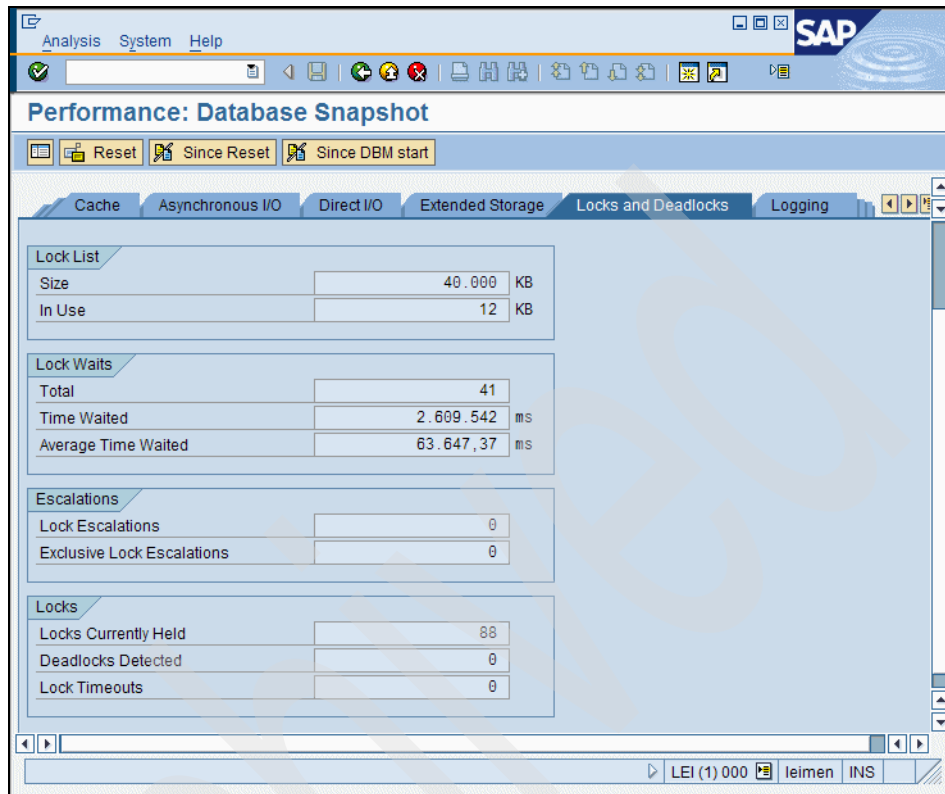 Analysis System Help
SAP
Performance: Database Snapshot
Reset Since Reset Since DBM start
Cache Asynchronous I/O Direct I/O Extended Storage Locks and Deadlocks Logging
Lock List
Size 40.000 KB
In Use 12 KB
Lock Waits
Total 41
Time Waited 2.609.542 ms
Average Time Waited 63.647,37 ms
Escalations
Lock Escalations 0
Exclusive Lock Escalations 0
Locks
Locks Currently Held 88
Deadlocks Detected 0
Lock Timeouts 0
LEI (1) 000 leimen INS